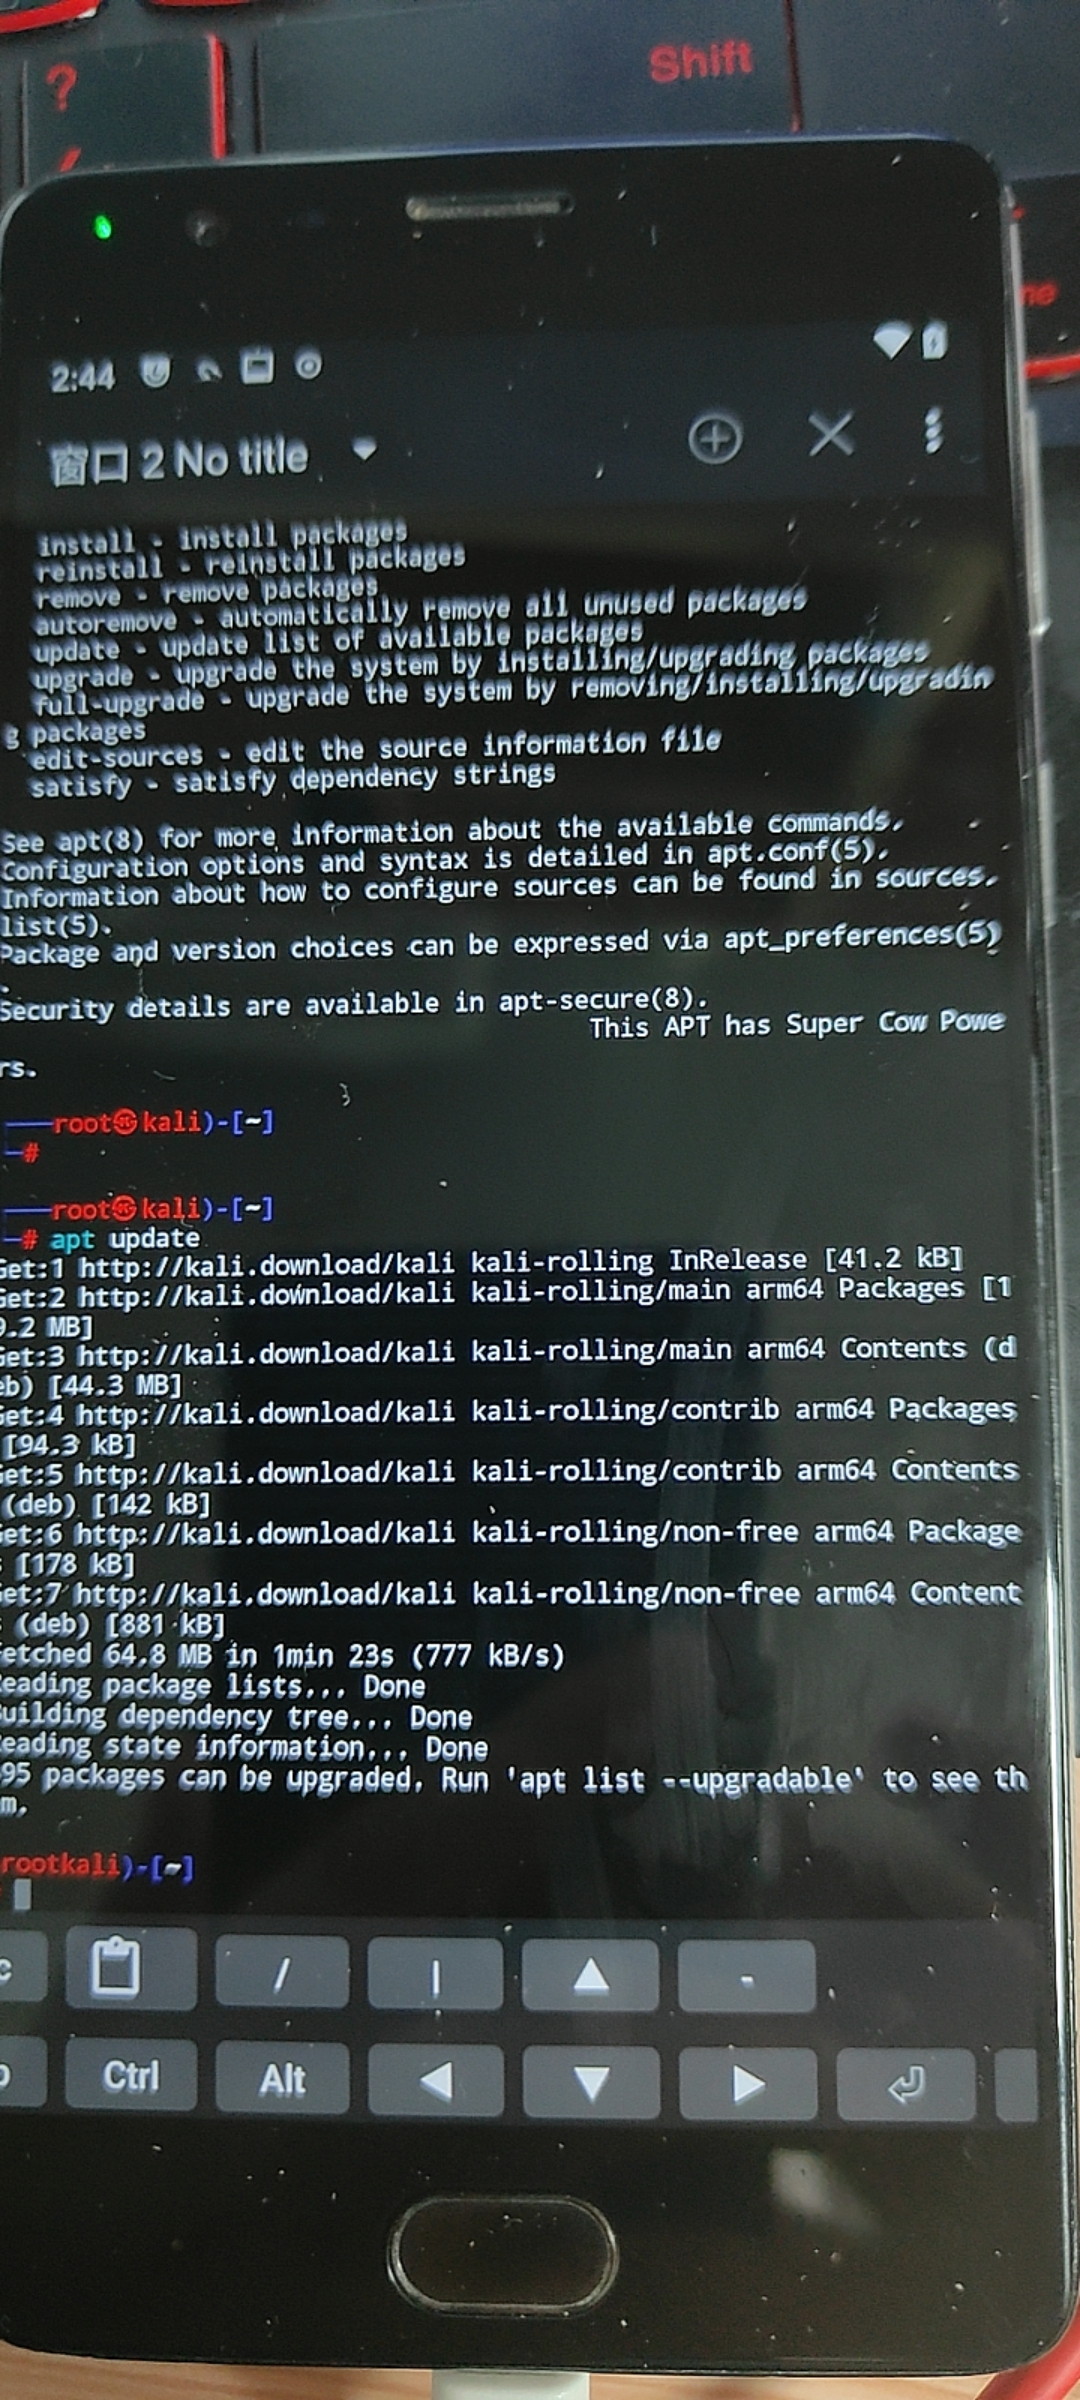 ?
Shift
2:44
窗口 2 No title
install - install packages
reinstall - reinstall packages
remove - remove packages
autoremove - automatically remove all unused packages
update - update list of available packages
upgrade - upgrade the system by installing/upgrading packages
full-upgrade - upgrade the system by removing/installing/upgradin
g packages
edit-sources - edit the source information file
satisfy - satisfy dependency strings
See apt(8) for more information about the available commands.
Configuration options and syntax is detailed in apt.conf(5).
Information about how to configure sources can be found in sources.
list(5).
Package and version choices can be expressed via apt_preferences(5)
.
Security details are available in apt-secure(8).
This APT has Super Cow Powe
rs.
root㉿kali)-[~]
#
root㉿kali)-[~]
# apt update
Get:1 http://kali.download/kali kali-rolling InRelease [41.2 kB]
Get:2 http://kali.download/kali kali-rolling/main arm64 Packages [1
9.2 MB]
Get:3 http://kali.download/kali kali-rolling/main arm64 Contents (d
eb) [44.3 MB]
Get:4 http://kali.download/kali kali-rolling/contrib arm64 Packages
[94.3 kB]
Get:5 http://kali.download/kali kali-rolling/contrib arm64 Contents
(deb) [142 kB]
Get:6 http://kali.download/kali kali-rolling/non-free arm64 Package
s [178 kB]
Get:7 http://kali.download/kali kali-rolling/non-free arm64 Content
s (deb) [881 kB]
Fetched 64.8 MB in 1min 23s (777 kB/s)
Reading package lists... Done
Building dependency tree... Done
Reading state information... Done
95 packages can be upgraded. Run 'apt list --upgradable' to see th
em.
rootkali)-[~]
/ | ▲ -
Ctrl Alt ◀ ▼ ▶